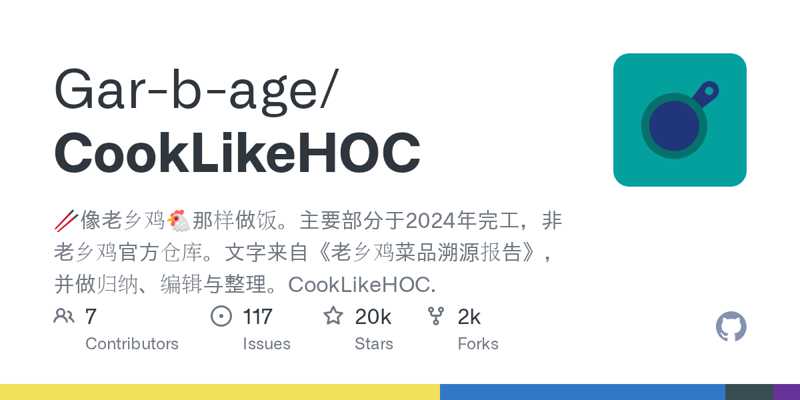 Gar-b-age/
CookLikeHOC
🥢像老乡鸡🐔那样做饭。主要部分于2024年完工，非
老乡鸡官方仓库。文字来自《老乡鸡菜品溯源报告》，
并做归纳、编辑与整理。CookLikeHOC.
7 117 20k 2k
Contributors Issues Stars Forks